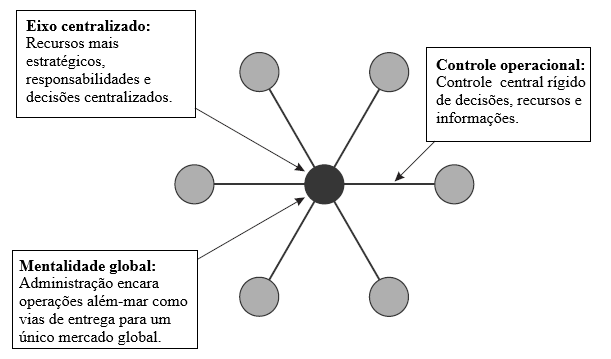 Eixo centralizado:
Recursos mais
estratégicos,
responsabilidades e
decisões centralizados.
Controle operacional:
Controle central rígido
de decisões, recursos e
informações.
Mentalidade global:
Administração encara
operações além-mar como
vias de entrega para um
único mercado global.